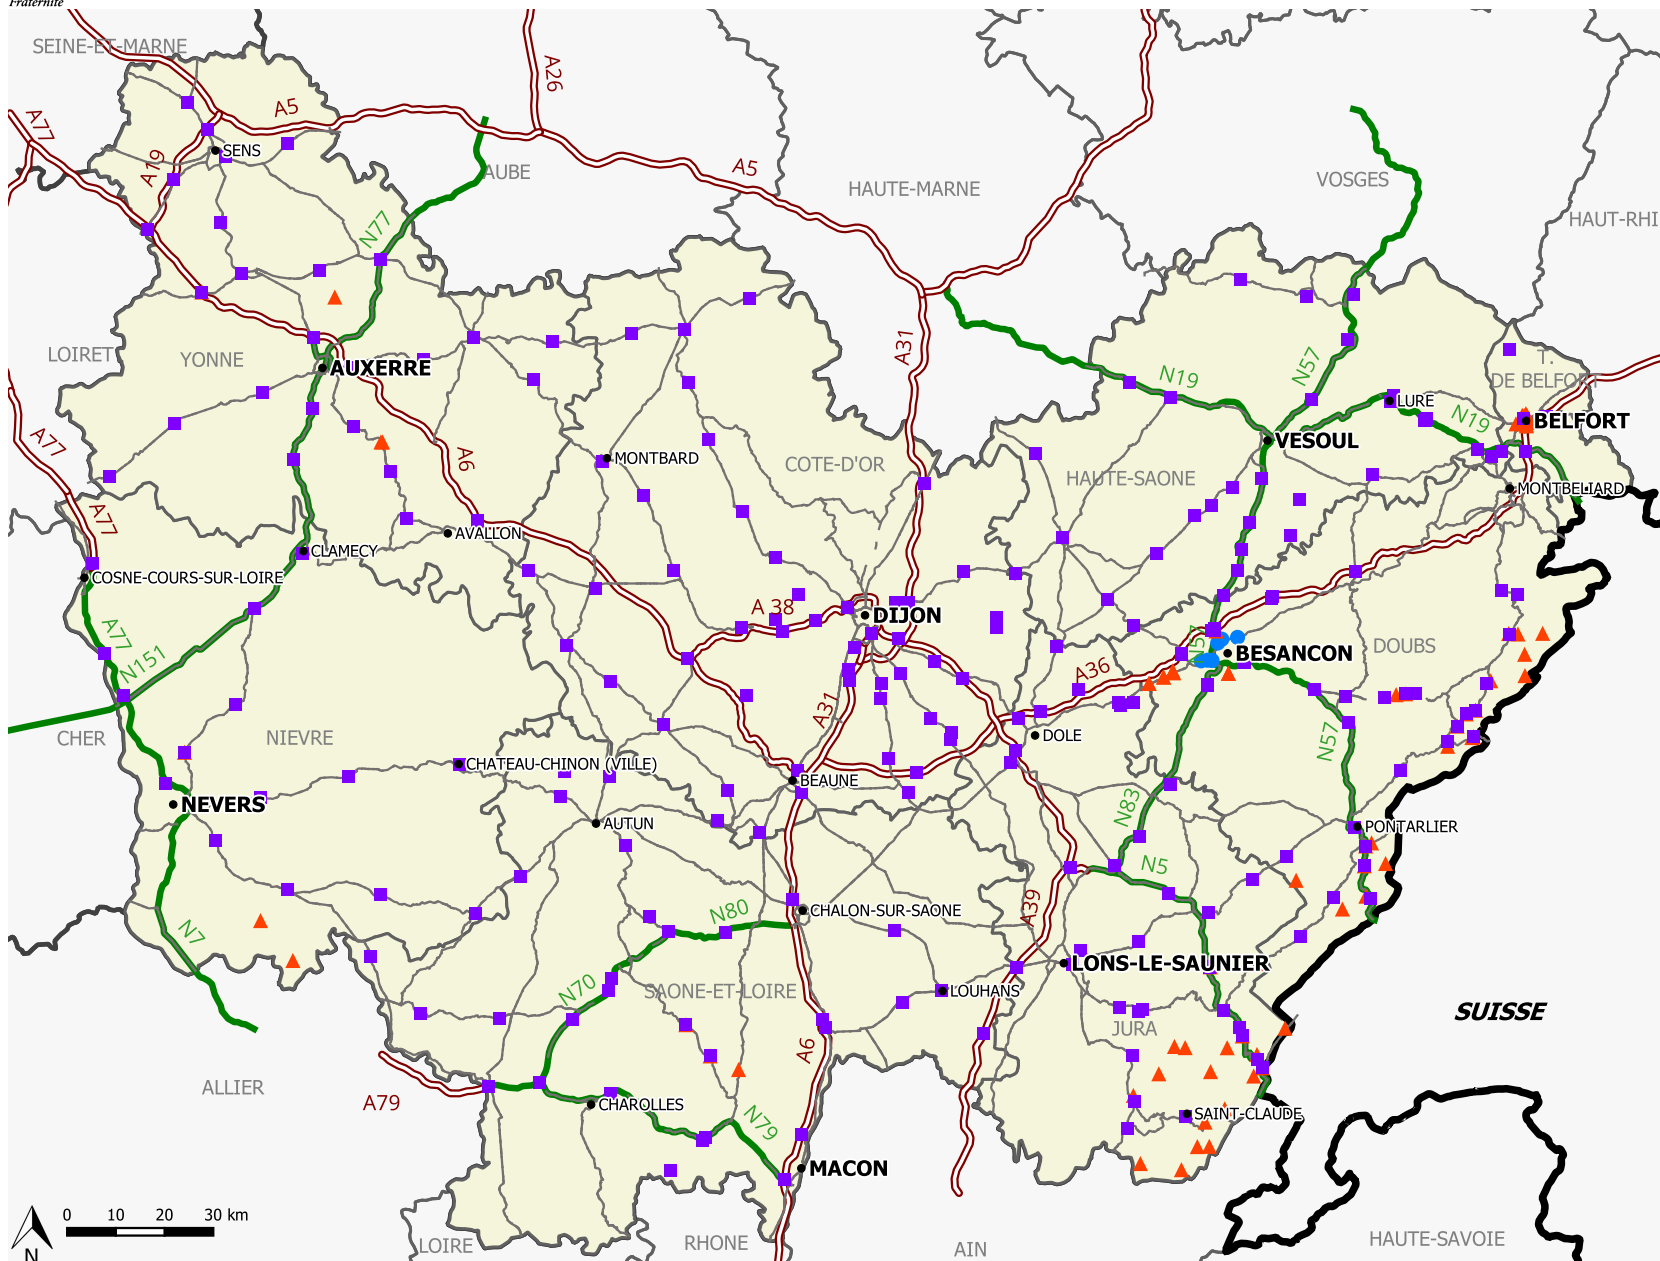 Fraternité
SEINE-ET-MARNE
A26
A5
A77
A19
SENS
A5
AUBE
HAUTE-MARNE
VOSGES
HAUT-RHI
N77
LOIRET
YONNE
AUXERRE
A31
N19
N57
T.
DE BELFORT
LURE
N19
BELFORT
VESOUL
A77
A6
MONTBARD
COTE-D'OR
HAUTE-SAONE
MONTBELIARD
A77
AVALLON
CLAMECY
COSNE-COURS-SUR-LOIRE
A 38
DIJON
A77
N151
N57
BESANCON
DOUBS
A36
A31
CHER
NIEVRE
DOLE
N57
CHATEAU-CHINON (VILLE)
BEAUNE
NEVERS
AUTUN
N83
PONTARLIER
N5
N7
N80
CHALON-SUR-SAONE
A39
LONS-LE-SAUNIER
N70
SAONE-ET-LOIRE
LOUHANS
SUISSE
JURA
A6
ALLIER
A79
CHAROLLES
N79
SAINT-CLAUDE
MACON
0 10 20 30 km
N
LOIRE
RHONE
AIN
HAUTE-SAVOIE